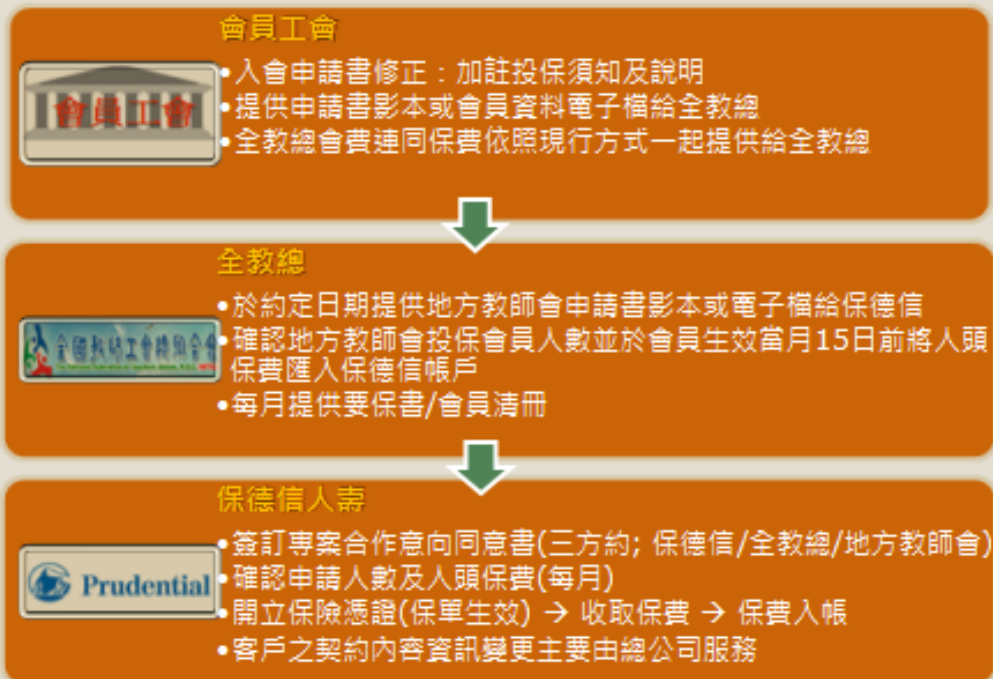 會員工會
會員工會
•入會申請書修正：加註投保須知及說明
•提供申請書影本或會員資料電子檔給全教總
•全教總會費連同保費依照現行方式一起提供給全教總
全教總
•於約定日期提供地方教師會申請書影本或電子檔給保德信
全國教師工會總聯合會
•確認地方教師會投保會員人數並於會員生效當月15日前將人頭
保費匯入保德信帳戶
•每月提供要保書/會員清冊
保德信人壽
•簽訂專案合作意向同意書(三方約; 保德信/全教總/地方教師會)
Prudential
•確認申請人數及人頭保費(每月)
•開立保險憑證(保單生效) → 收取保費 → 保費入帳
•客戶之契約內容資訊變更主要由總公司服務